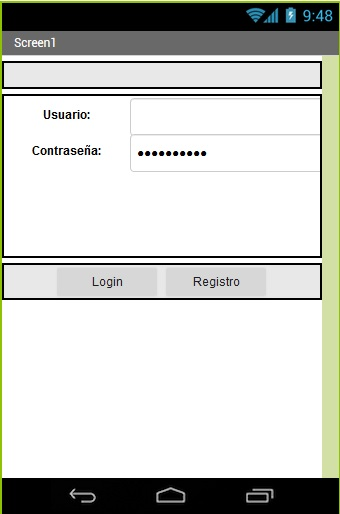 9:48
Screen1
Usuario:
Contraseña:
••••••••••
Login Registro